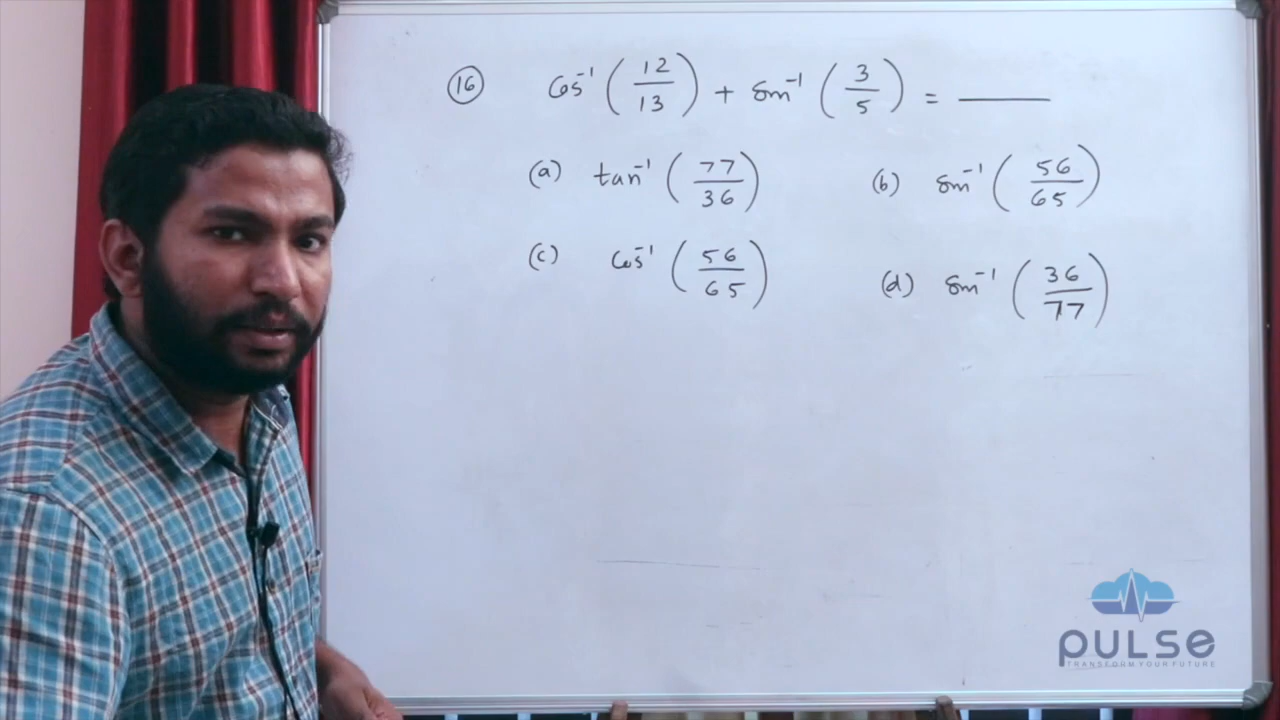 (16) cos⁻¹ (12/13) + sin⁻¹ (3/5) = ______
(a) tan⁻¹ (77/36) (b) sin⁻¹ (56/65)
(c) cos⁻¹ (56/65) (d) sin⁻¹ (36/77)
PULSE
TRANSFORM YOUR FUTURE